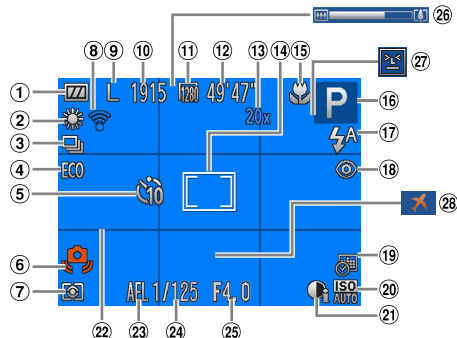 ⑧ ⑨ ⑩ ⑪ ⑫ ⑬ ⑭ ⑮ ㉖
① L 1915 1280 49'47" ㉗
P ⑯
② 20x
③ ⚡A ⑰
④ ECO ⑱
⑤ 10
㉘
⑥ ⑲
⑦ AEL 1/125 F4.0 ISO AUTO ⑳
㉒ ㉓ ㉔ ㉕ ㉑